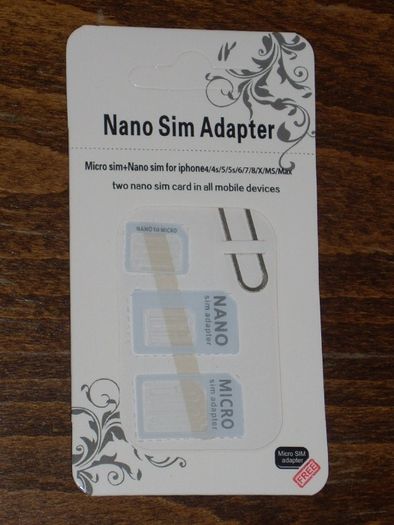 Nano Sim Adapter
Micro sim+Nano sim for iphone4/4s/5/5s/6/7/8/X/MS/Max
two nano sim card in all mobile devices
NANO to MICRO
NANO
sim adapter
MICRO
sim adapter
Micro SIM
adapter
FREE